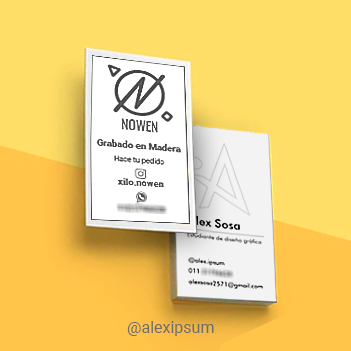 NOWEN
Grabado en Madera
Hace tu pedido
xilo.nowen
lex Sosa
Estudiante de diseño gráfico
@alex.ipsum
011
alexsosa2571@gmail.com
@alexipsum